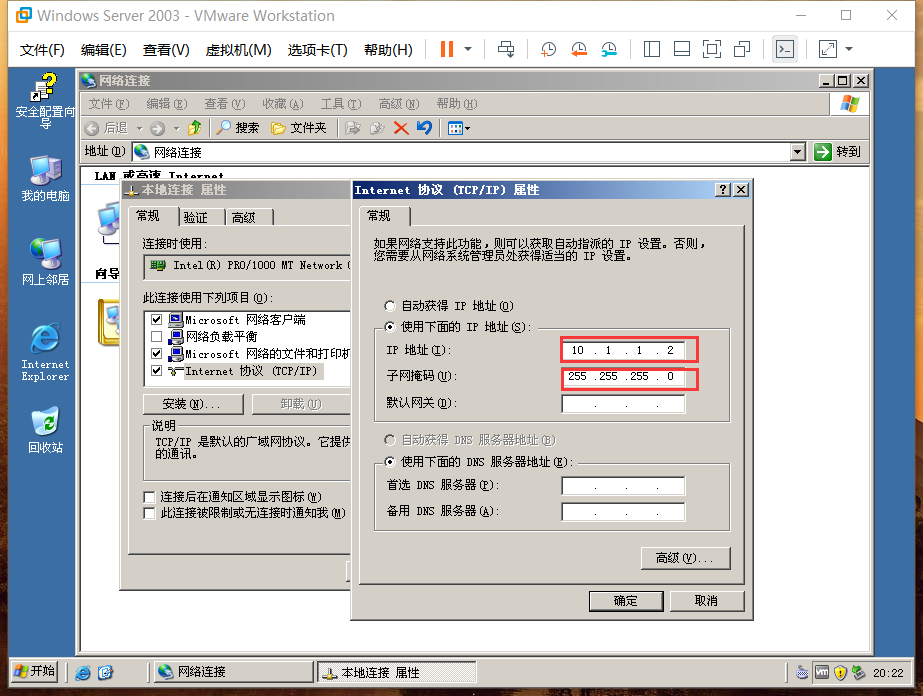 Windows Server 2003 - VMware Workstation
文件(F) 编辑(E) 查看(V) 虚拟机(M) 选项卡(T) 帮助(H)
安全配置向导
我的电脑
网上邻居
Internet Explorer
回收站
网络连接
文件(F) 编辑(E) 查看(V) 收藏(A) 工具(T) 高级(N) 帮助(H)
后退 搜索 文件夹
地址(D) 网络连接 转到
LAN 或高速 Internet
向导
本地连接 属性
常规 验证 高级
连接时使用:
Intel(R) PRO/1000 MT Network
此连接使用下列项目(O):
Microsoft 网络客户端
网络负载平衡
Microsoft 网络的文件和打印机
Internet 协议 (TCP/IP)
安装(N)... 卸载(U)
说明
TCP/IP 是默认的广域网协议。它提供
的通讯。
连接后在通知区域显示图标(W)
此连接被限制或无连接时通知我(M)
Internet 协议 (TCP/IP) 属性
常规
如果网络支持此功能,则可以获取自动指派的 IP 设置。否则,
您需要从网络系统管理员处获得适当的 IP 设置。
自动获得 IP 地址(O)
使用下面的 IP 地址(S):
IP 地址(I): 10 . 1 . 1 . 2
子网掩码(U): 255 .255 .255 . 0
默认网关(D): . . .
自动获得 DNS 服务器地址(B)
使用下面的 DNS 服务器地址(E):
首选 DNS 服务器(P): . . .
备用 DNS 服务器(A): . . .
高级(V)...
确定 取消
开始 网络连接 本地连接 属性 20:22